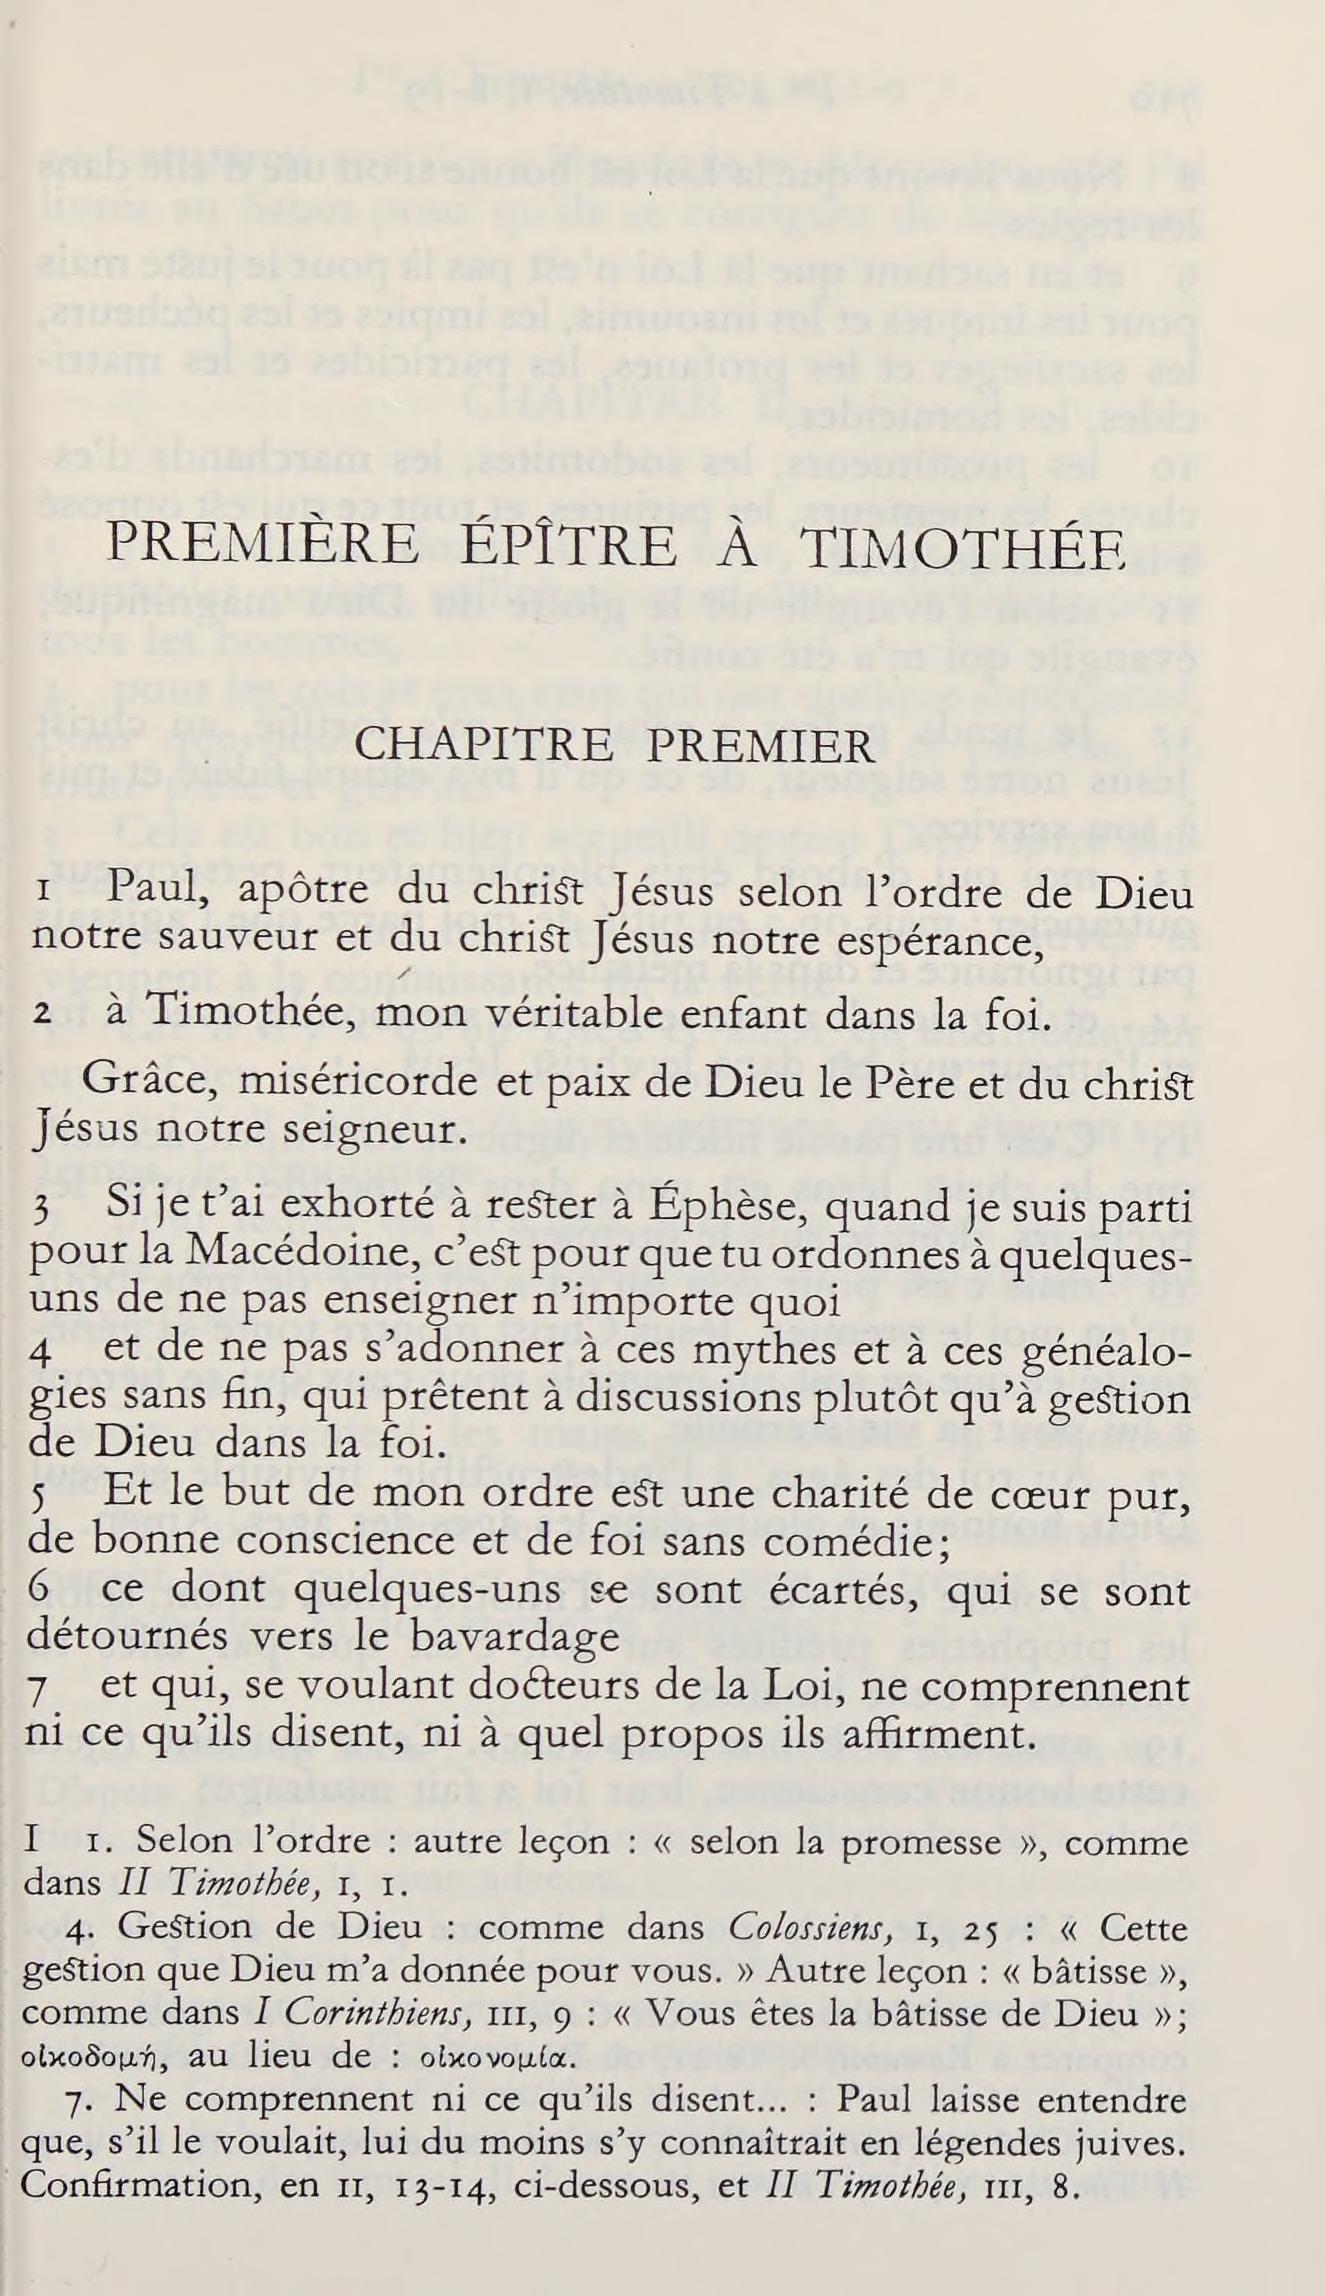 PREMIÈRE ÉPÎTRE À TIMOTHÉE
CHAPITRE PREMIER
1 Paul, apôtre du christ Jésus selon l'ordre de Dieu
notre sauveur et du christ Jésus notre espérance,
2 à Timothée, mon véritable enfant dans la foi.
Grâce, miséricorde et paix de Dieu le Père et du christ
Jésus notre seigneur.
3 Si je t'ai exhorté à rester à Éphèse, quand je suis parti
pour la Macédoine, c'est pour que tu ordonnes à quelques-
uns de ne pas enseigner n'importe quoi
4 et de ne pas s'adonner à ces mythes et à ces généalo-
gies sans fin, qui prêtent à discussions plutôt qu'à gestion
de Dieu dans la foi.
5 Et le but de mon ordre est une charité de cœur pur,
de bonne conscience et de foi sans comédie;
6 ce dont quelques-uns se sont écartés, qui se sont
détournés vers le bavardage
7 et qui, se voulant docteurs de la Loi, ne comprennent
ni ce qu'ils disent, ni à quel propos ils affirment.
I 1. Selon l'ordre : autre leçon : « selon la promesse », comme
dans II Timothée, 1, 1.
4. Gestion de Dieu : comme dans Colossiens, 1, 25 : « Cette
gestion que Dieu m'a donnée pour vous. » Autre leçon : « bâtisse »,
comme dans I Corinthiens, III, 9 : « Vous êtes la bâtisse de Dieu »;
οἰκοδομή, au lieu de : οἰκονομία.
7. Ne comprennent ni ce qu'ils disent... : Paul laisse entendre
que, s'il le voulait, lui du moins s'y connaîtrait en légendes juives.
Confirmation, en II, 13-14, ci-dessous, et II Timothée, III, 8.